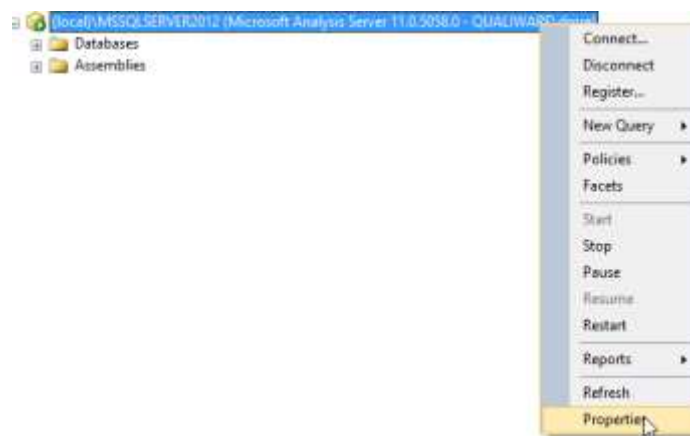 (local)\MSSQLSERVER2012 (Microsoft Analysis Server 11.0.5058.0 -
Databases
Assemblies
Connect...
Disconnect
Register...
New Query
Policies
Facets
Start
Stop
Pause
Resume
Restart
Reports
Refresh
Properties